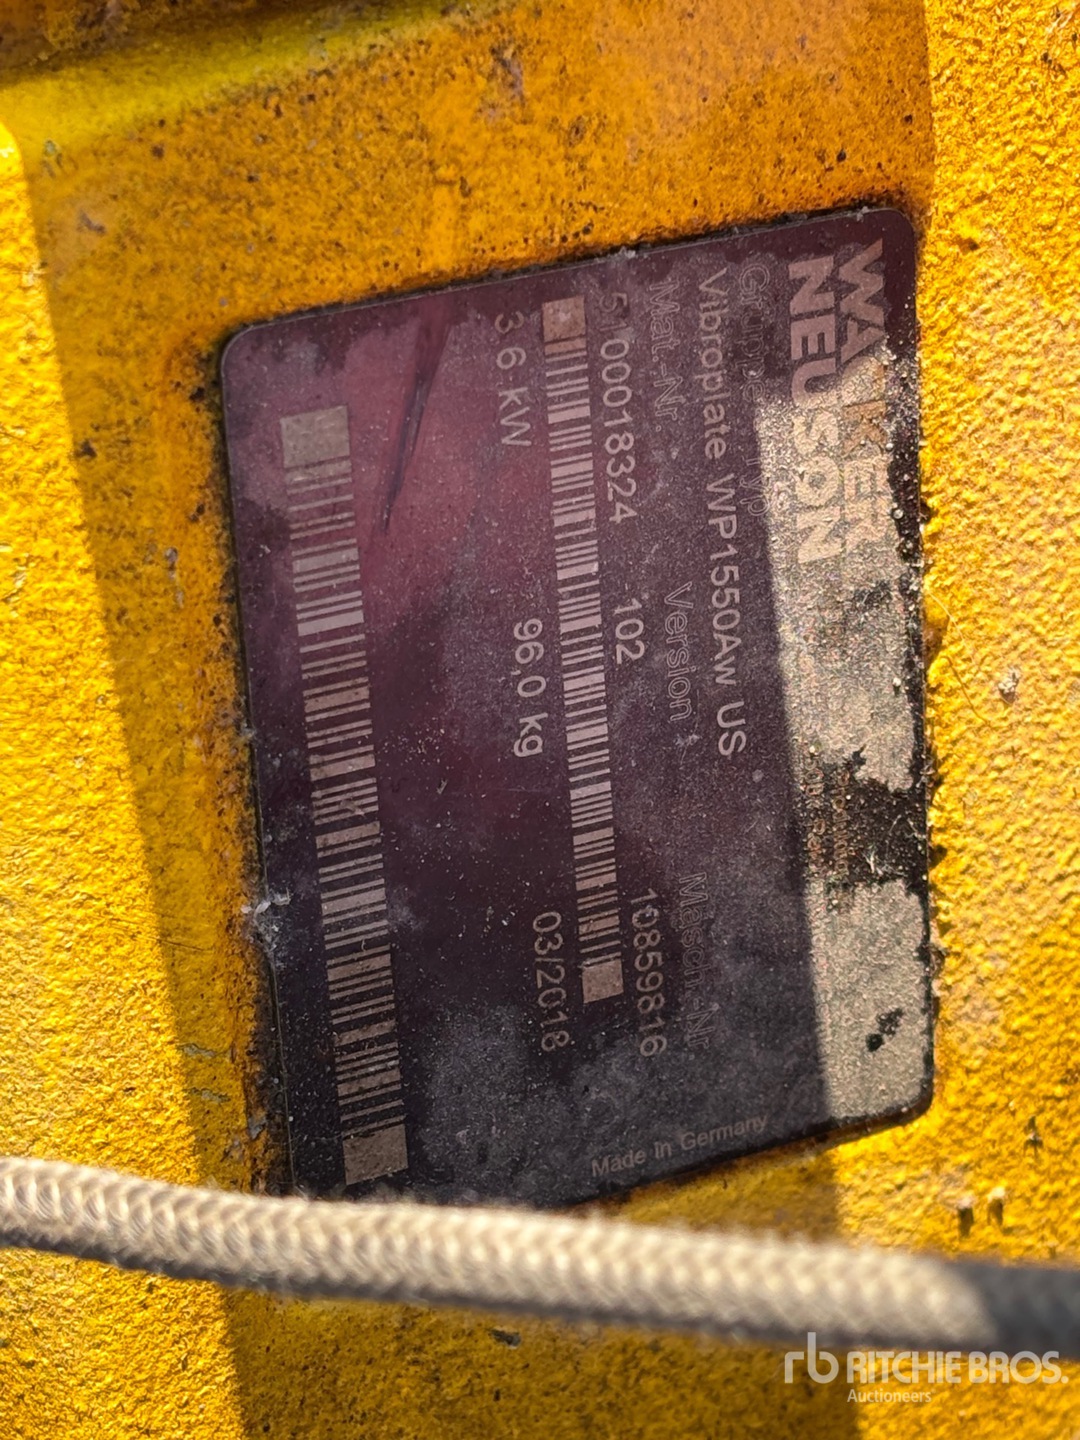 WACKER
NEUSON
Gruppe Typ
Vibroplate WP1550Aw US
Mat.-Nr. Version Masch.-Nr.
5100018324 102 10859816
3.6 kW 96,0 kg 03/2018
Made in Germany
RITCHIE BROS.
Auctioneers